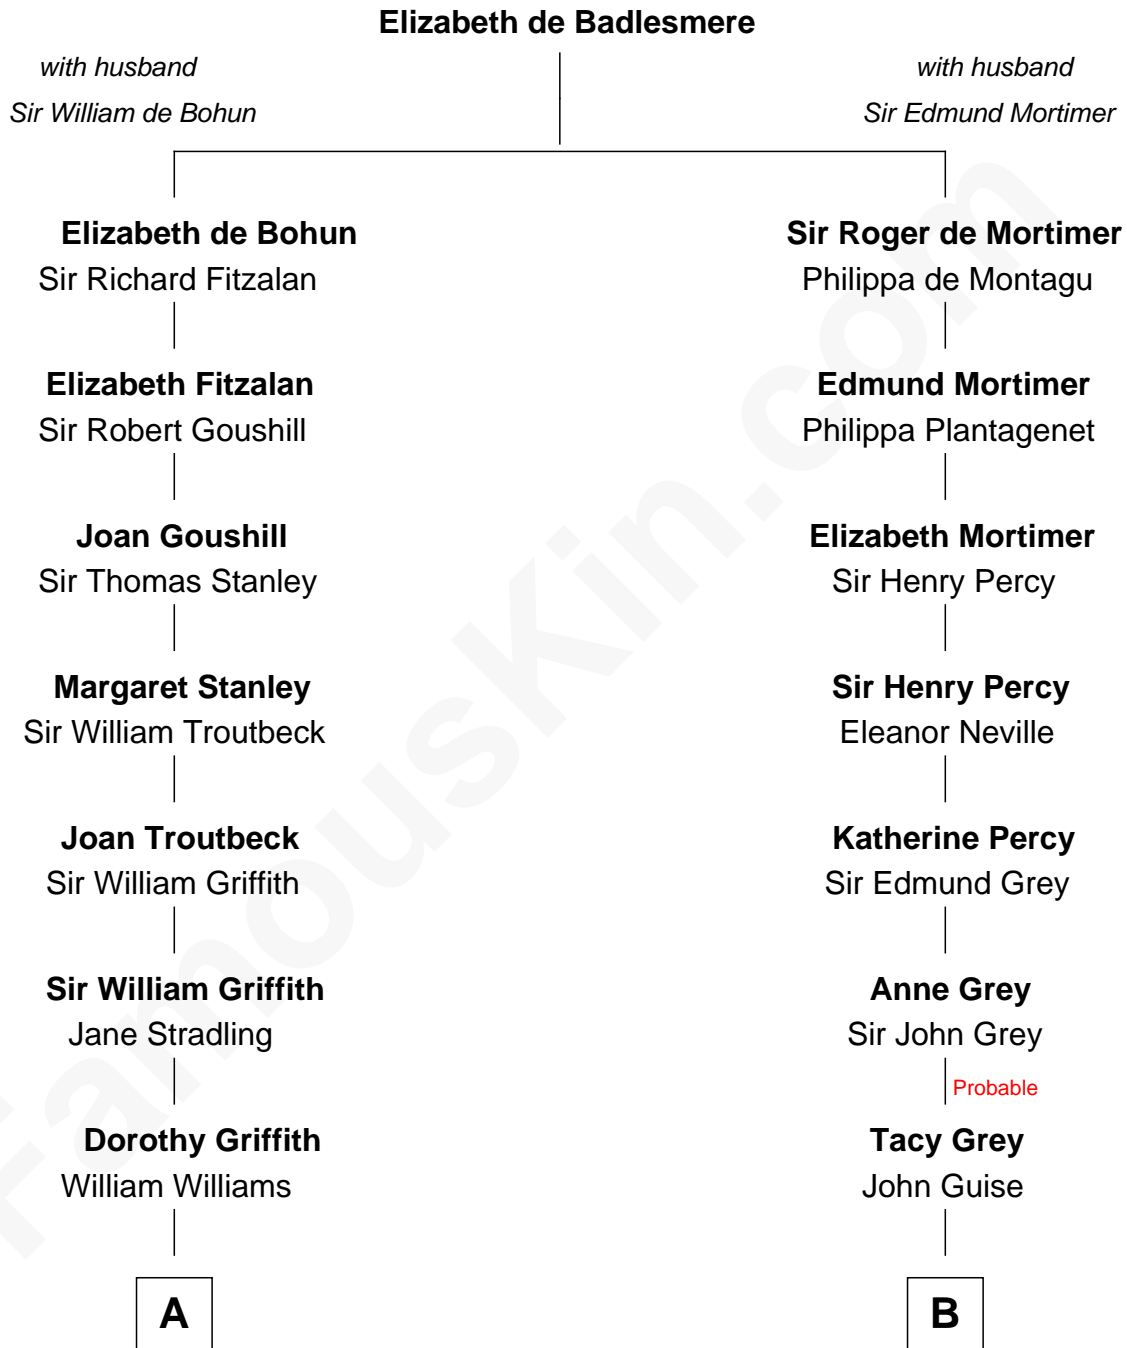 Elizabeth de Badlesmere
with husband
Sir William de Bohun
with husband
Sir Edmund Mortimer
Elizabeth de Bohun
Sir Richard Fitzalan
Sir Roger de Mortimer
Philippa de Montagu
Elizabeth Fitzalan
Sir Robert Goushill
Edmund Mortimer
Philippa Plantagenet
Joan Goushill
Sir Thomas Stanley
Elizabeth Mortimer
Sir Henry Percy
Margaret Stanley
Sir William Troutbeck
Sir Henry Percy
Eleanor Neville
Joan Troutbeck
Sir William Griffith
Katherine Percy
Sir Edmund Grey
Sir William Griffith
Jane Stradling
Anne Grey
Sir John Grey
Probable
Dorothy Griffith
William Williams
Tacy Grey
John Guise
A
B
FamousKin.com